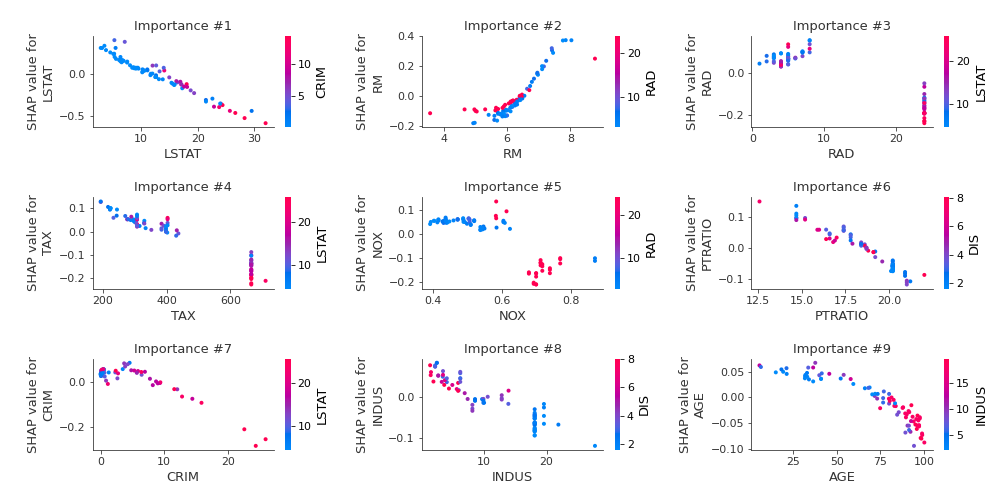 Importance #1
SHAP value for
LSTAT
0.0
−0.5
10
20
30
LSTAT
10
5
CRIM
Importance #2
SHAP value for
RM
0.4
0.2
0.0
−0.2
4
6
8
RM
20
10
RAD
Importance #3
SHAP value for
RAD
0.0
−0.2
0
10
20
RAD
20
10
LSTAT
Importance #4
SHAP value for
TAX
0.1
0.0
−0.1
−0.2
200
400
600
TAX
20
10
LSTAT
Importance #5
SHAP value for
NOX
0.1
0.0
−0.1
−0.2
0.4
0.6
0.8
NOX
20
10
RAD
Importance #6
SHAP value for
PTRATIO
0.1
0.0
−0.1
12.5
15.0
17.5
20.0
PTRATIO
8
6
4
2
DIS
Importance #7
SHAP value for
CRIM
0.0
−0.2
0
10
20
CRIM
20
10
LSTAT
Importance #8
SHAP value for
INDUS
0.0
−0.1
10
20
INDUS
8
6
4
2
DIS
Importance #9
SHAP value for
AGE
0.05
0.00
−0.05
−0.10
25
50
75
100
AGE
15
10
5
INDUS